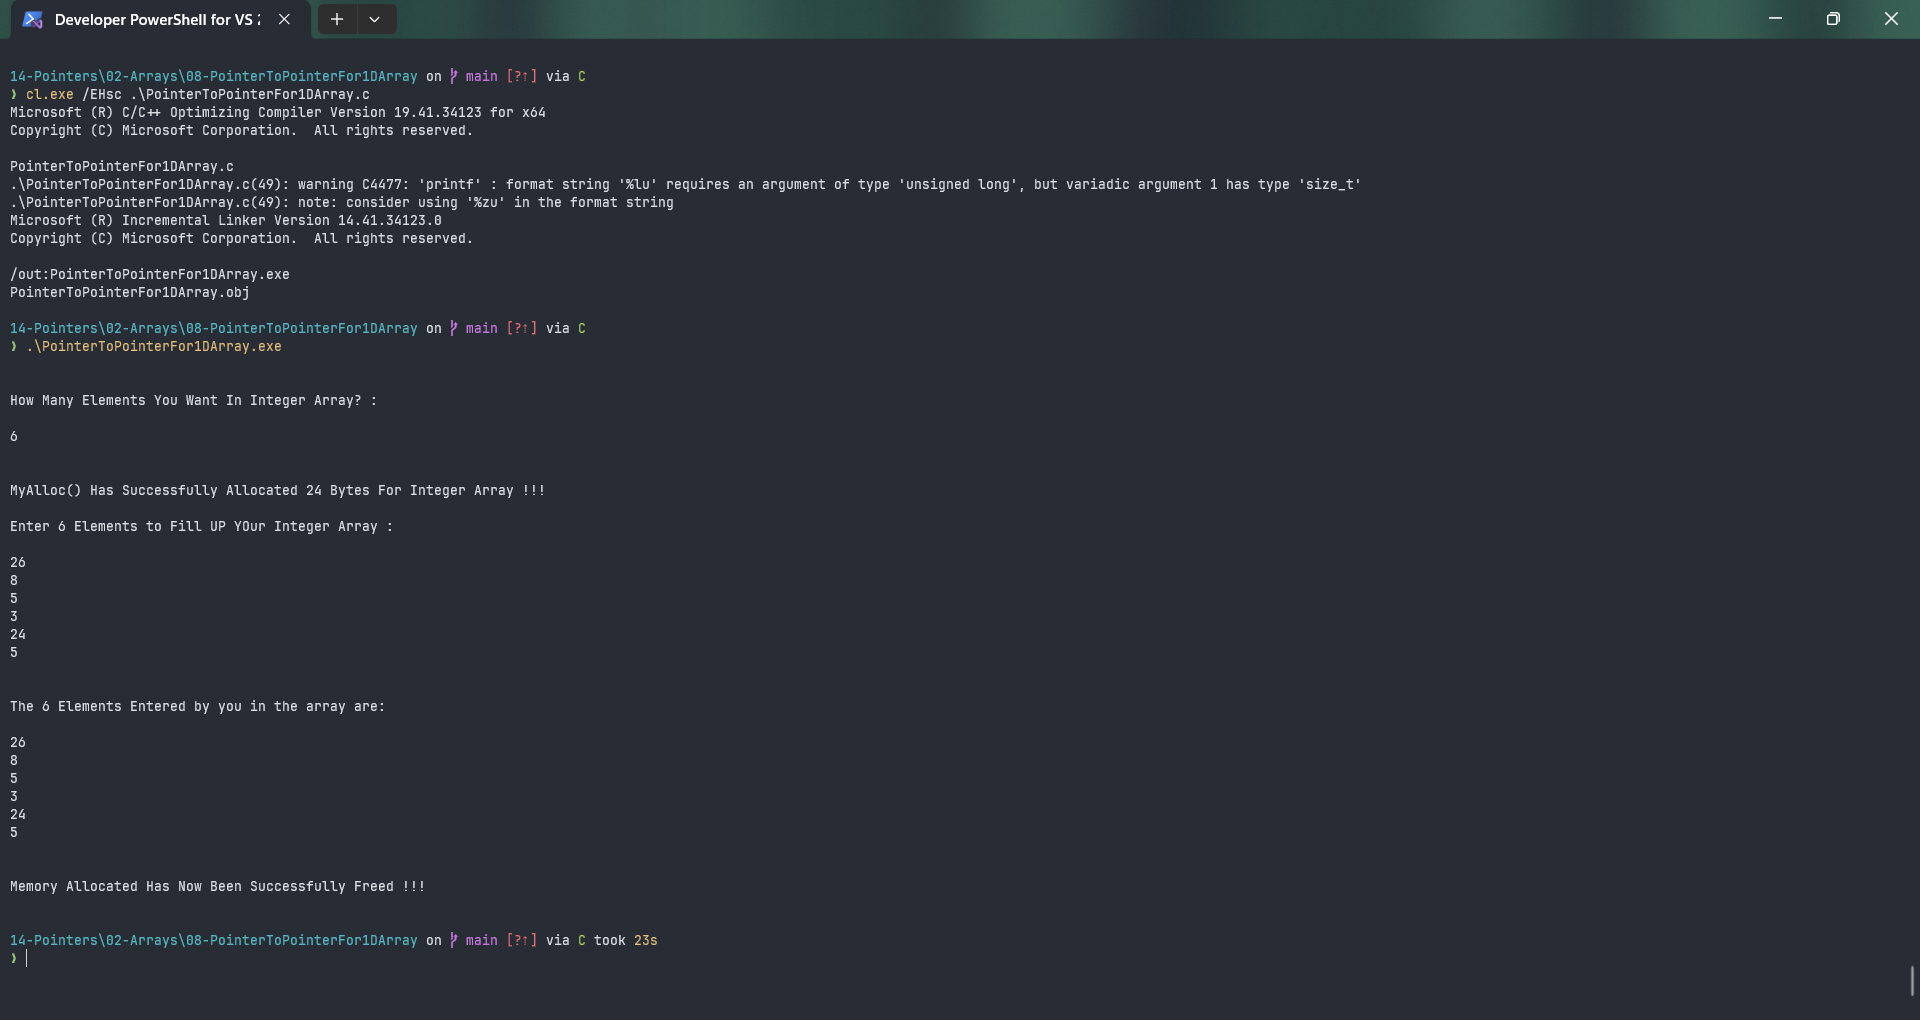 Developer PowerShell for VS 2
14-Pointers\02-Arrays\08-PointerToPointerFor1DArray on main [?↑] via C
❯ cl.exe /EHsc .\PointerToPointerFor1DArray.c
Microsoft (R) C/C++ Optimizing Compiler Version 19.41.34123 for x64
Copyright (C) Microsoft Corporation.  All rights reserved.
PointerToPointerFor1DArray.c
.\PointerToPointerFor1DArray.c(49): warning C4477: 'printf' : format string '%lu' requires an argument of type 'unsigned long', but variadic argument 1 has type 'size_t'
.\PointerToPointerFor1DArray.c(49): note: consider using '%zu' in the format string
Microsoft (R) Incremental Linker Version 14.41.34123.0
Copyright (C) Microsoft Corporation.  All rights reserved.
/out:PointerToPointerFor1DArray.exe
PointerToPointerFor1DArray.obj
14-Pointers\02-Arrays\08-PointerToPointerFor1DArray on main [?↑] via C
❯ .\PointerToPointerFor1DArray.exe
How Many Elements You Want In Integer Array? :
6
MyAlloc() Has Successfully Allocated 24 Bytes For Integer Array !!!
Enter 6 Elements to Fill UP YOur Integer Array :
26
8
5
3
24
5
The 6 Elements Entered by you in the array are:
26
8
5
3
24
5
Memory Allocated Has Now Been Successfully Freed !!!
14-Pointers\02-Arrays\08-PointerToPointerFor1DArray on main [?↑] via C took 23s
❯